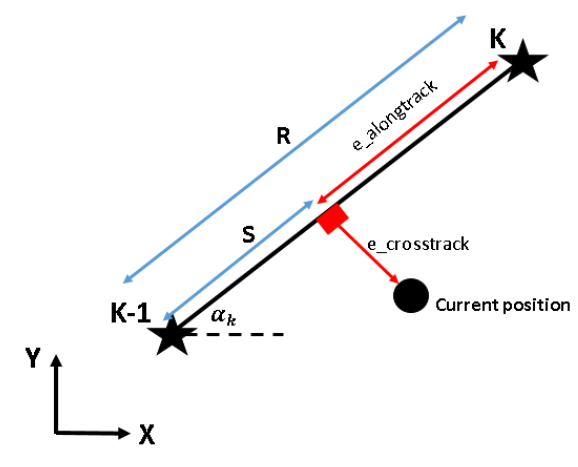 K
e_alongtrack
R
S
e_crosstrack
K-1
αₖ
Current position
Y
X